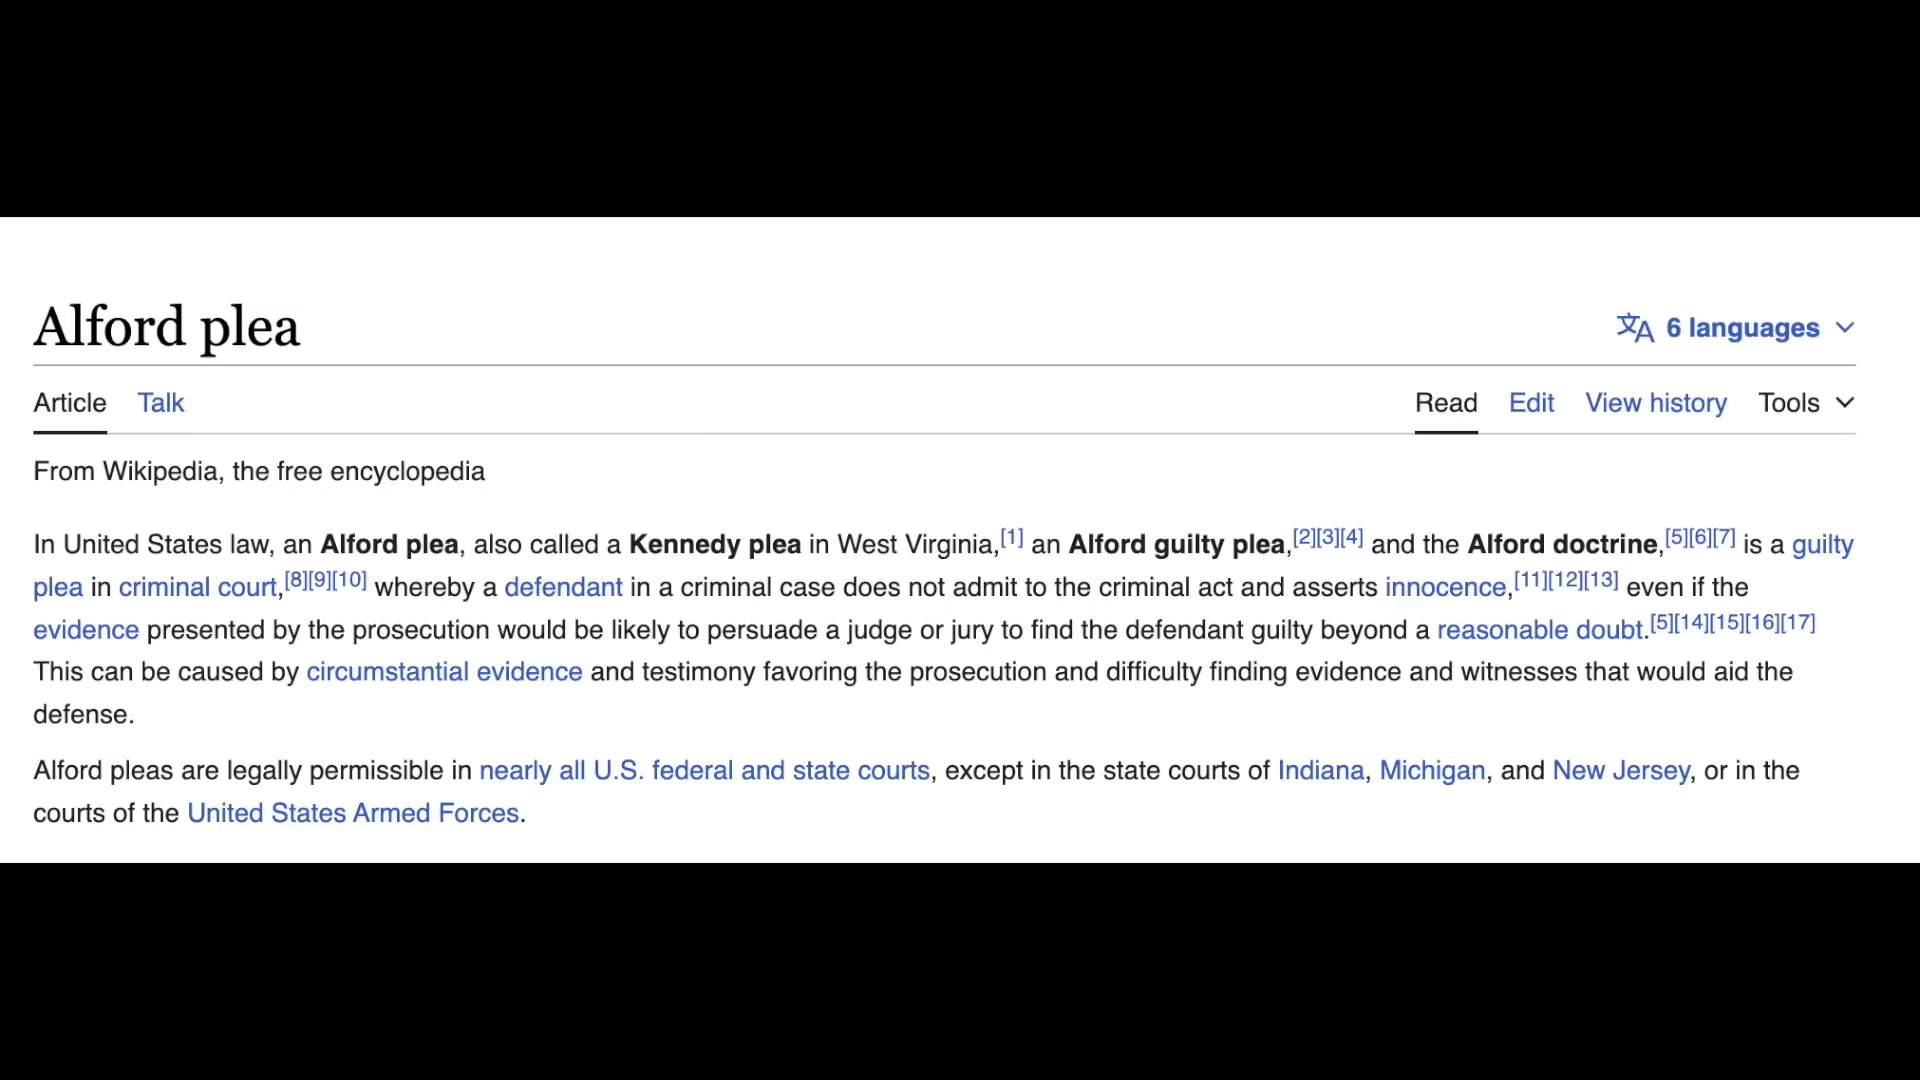 Alford plea
文A 6 languages
Article Talk Read Edit View history Tools
From Wikipedia, the free encyclopedia
In United States law, an Alford plea, also called a Kennedy plea in West Virginia,[1] an Alford guilty plea,[2][3][4] and the Alford doctrine,[5][6][7] is a guilty
plea in criminal court,[8][9][10] whereby a defendant in a criminal case does not admit to the criminal act and asserts innocence,[11][12][13] even if the
evidence presented by the prosecution would be likely to persuade a judge or jury to find the defendant guilty beyond a reasonable doubt.[5][14][15][16][17]
This can be caused by circumstantial evidence and testimony favoring the prosecution and difficulty finding evidence and witnesses that would aid the
defense.
Alford pleas are legally permissible in nearly all U.S. federal and state courts, except in the state courts of Indiana, Michigan, and New Jersey, or in the
courts of the United States Armed Forces.